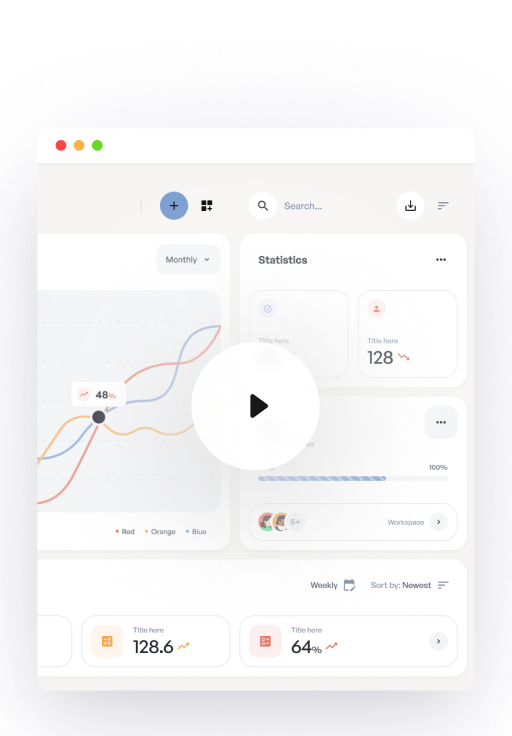 Search...
Monthly
Statistics
Title here
Title here
128
48%
100%
5+
Workspace
Red
Orange
Blue
Weekly
Sort by: Newest
Title here
128.6
Title here
64%